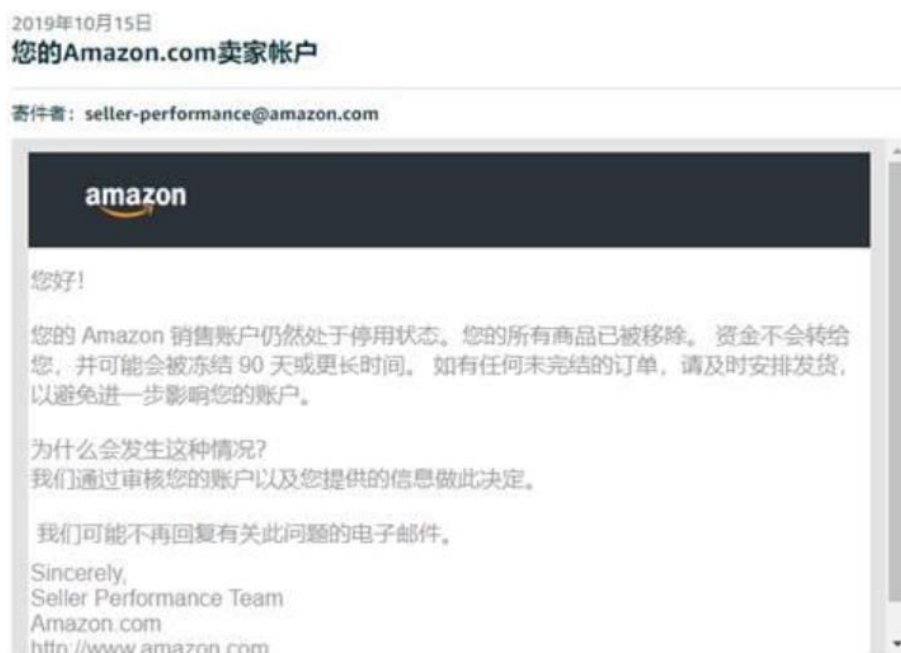 2019年10月15日
您的Amazon.com卖家帐户
寄件者：seller-performance@amazon.com
amazon
您好！
您的 Amazon 销售账户仍然处于停用状态。您的所有商品已被移除。 资金不会转给
您，并可能会被冻结 90 天或更长时间。 如有任何未完结的订单，请及时安排发货，
以避免进一步影响您的账户。
为什么会发生这种情况?
我们通过审核您的账户以及您提供的信息做此决定。
我们可能不再回复有关此问题的电子邮件。
Sincerely,
Seller Performance Team
Amazon.com
http://www.amazon.com